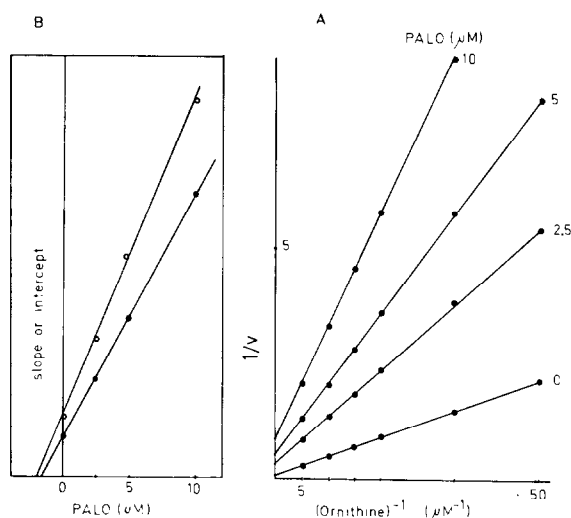 B
A
PALO (μM)
10
5
2,5
0
5
1/v
slope or intercept
0 5 10
PALO (μM)
5 50
(Ornithine)⁻¹ (μM⁻¹)